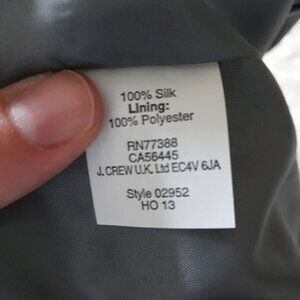 100% Silk
Lining:
100% Polyester
RN77388
CA56445
J. CREW U.K. Ltd EC4V 6JA
Style 02952
HO 13